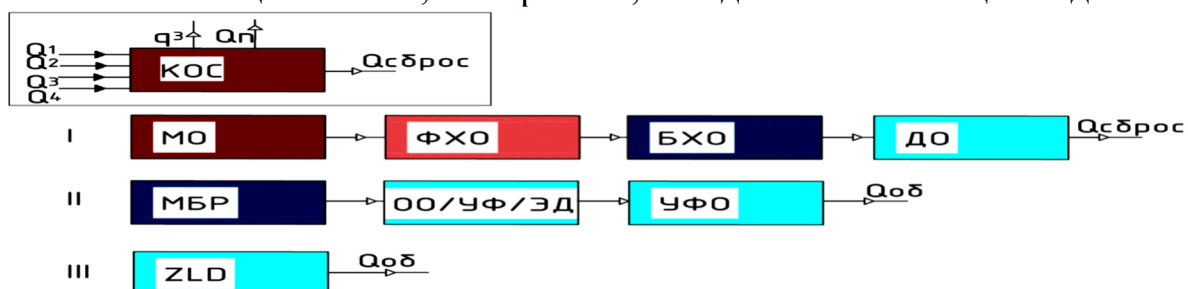 q³ Qп
Q1
Q2
Q3
Q4
КОС
Qсброс
I МО ФХО БХО ДО Qсброс
II МБР ОО/УФ/ЭД УФО Qоб
III ZLD Qоб